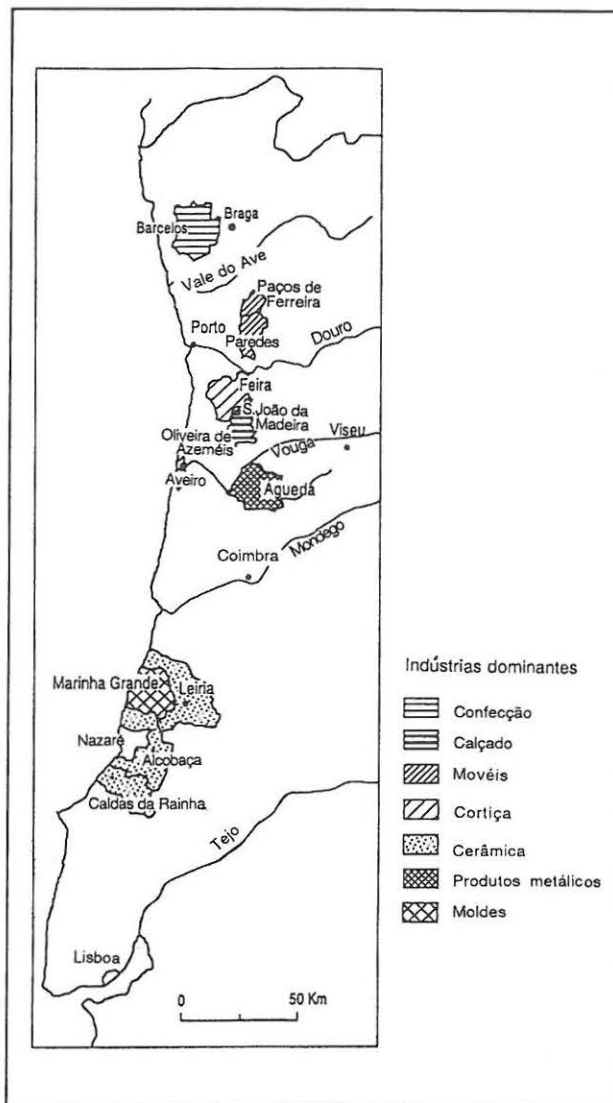 Barcelos
Braga
Vale do Ave
Paços de
Ferreira
Porto
Paredes
Douro
Feira
S. João da
Madeira
Oliveira de
Azeméis
Vouga
Viseu
Aveiro
Agueda
Mondego
Coimbra
Marinha Grande
Leiria
Nazaré
Alcobaça
Caldas da Rainha
Tejo
Lisboa
0 50 Km
Indústrias dominantes
Confecção
Calçado
Movéis
Cortiça
Cerâmica
Produtos metálicos
Moldes